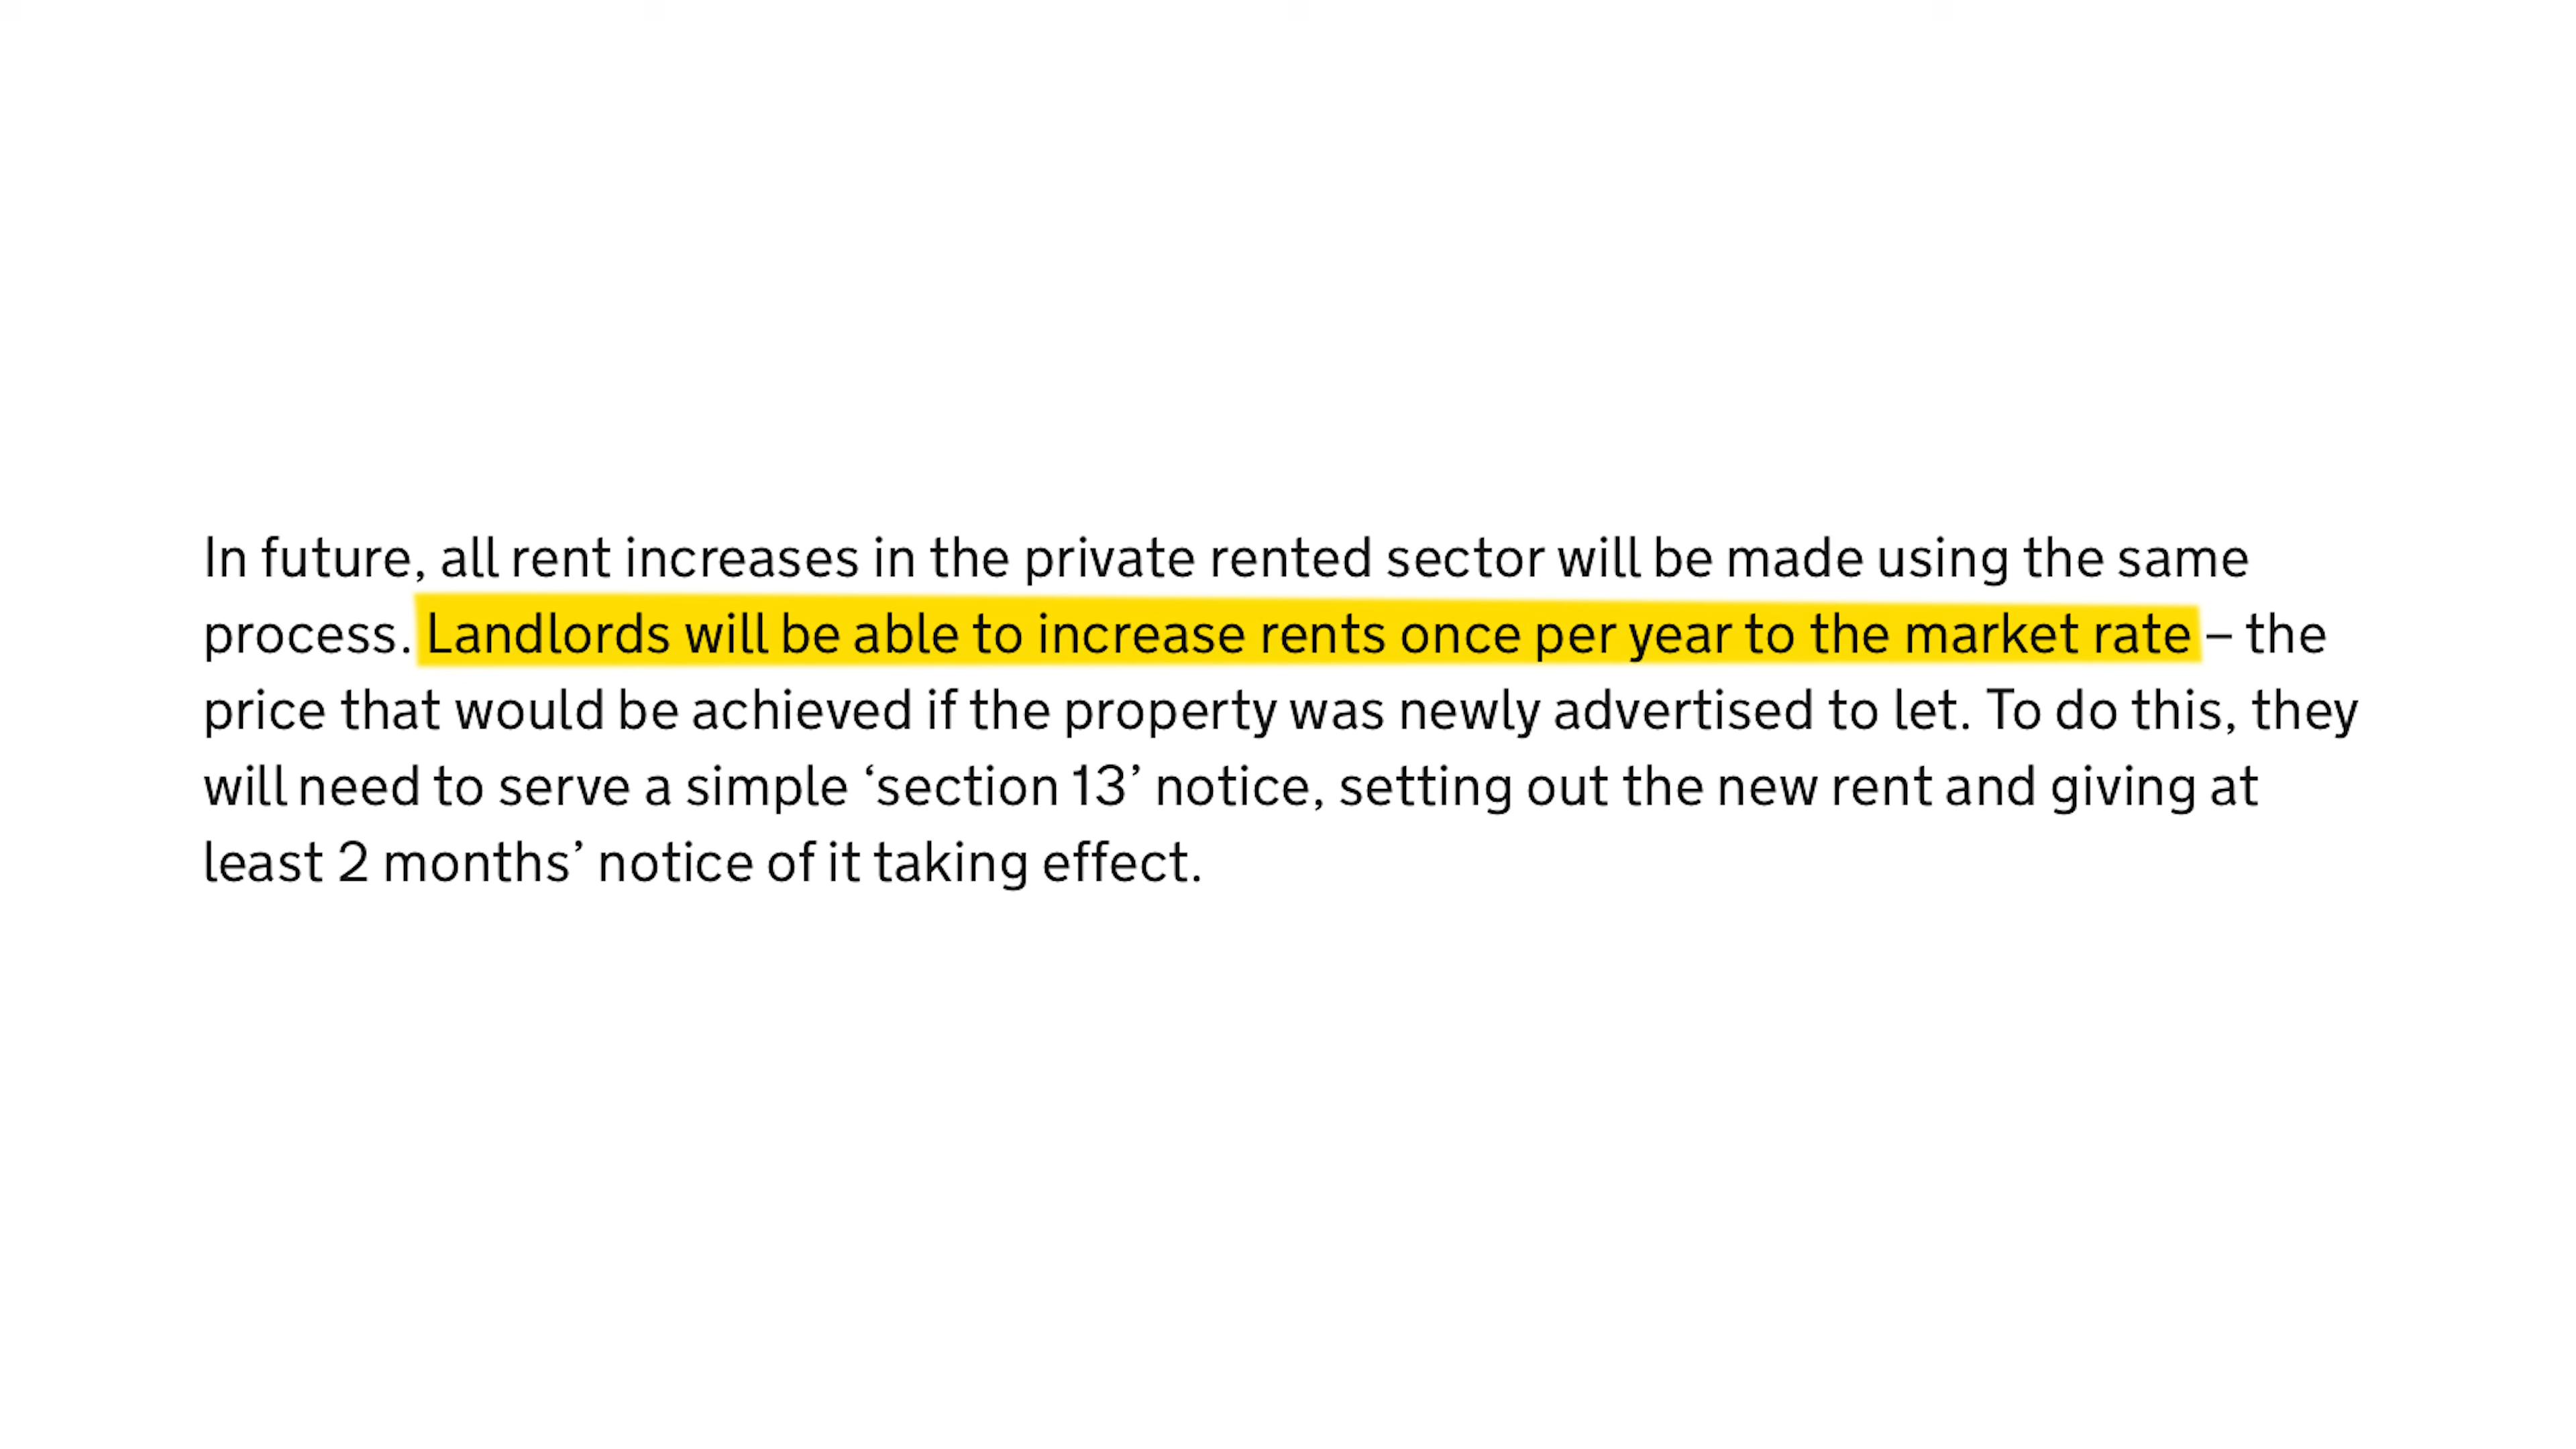 In future, all rent increases in the private rented sector will be made using the same
process. Landlords will be able to increase rents once per year to the market rate – the
price that would be achieved if the property was newly advertised to let. To do this, they
will need to serve a simple ‘section 13’ notice, setting out the new rent and giving at
least 2 months’ notice of it taking effect.